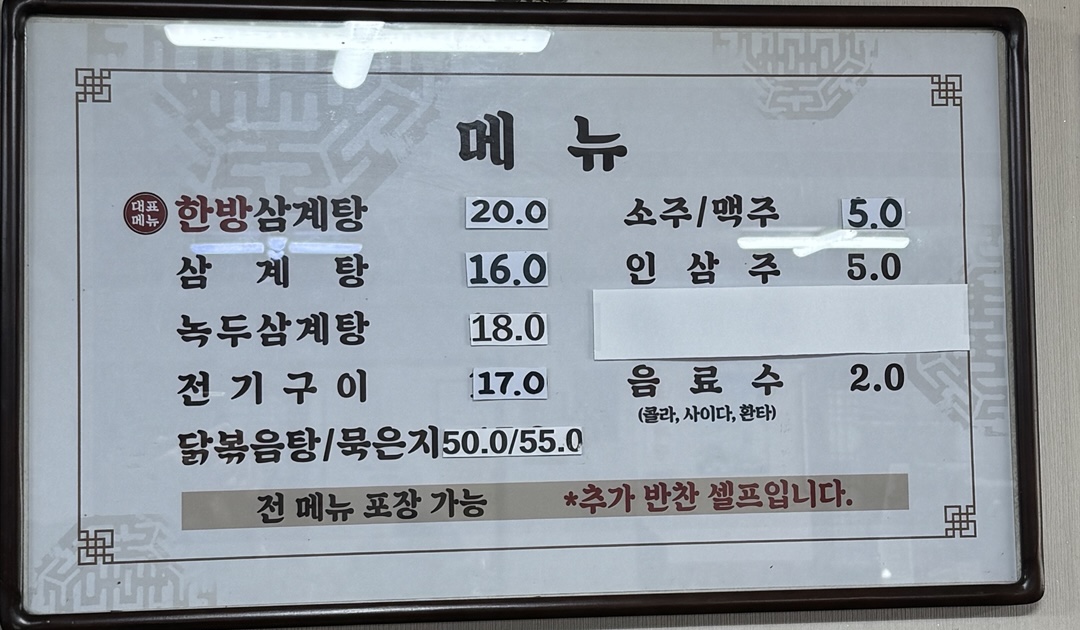 메 뉴
대표 메뉴 한방삼계탕 20.0
삼 계 탕 16.0
녹두삼계탕 18.0
전 기 구 이 17.0
닭볶음탕/묵은지 50.0/55.0
소주/맥주 5.0
인 삼 주 5.0
음 료 수 2.0
(콜라, 사이다, 환타)
전 메뉴 포장 가능 *추가 반찬 셀프입니다.